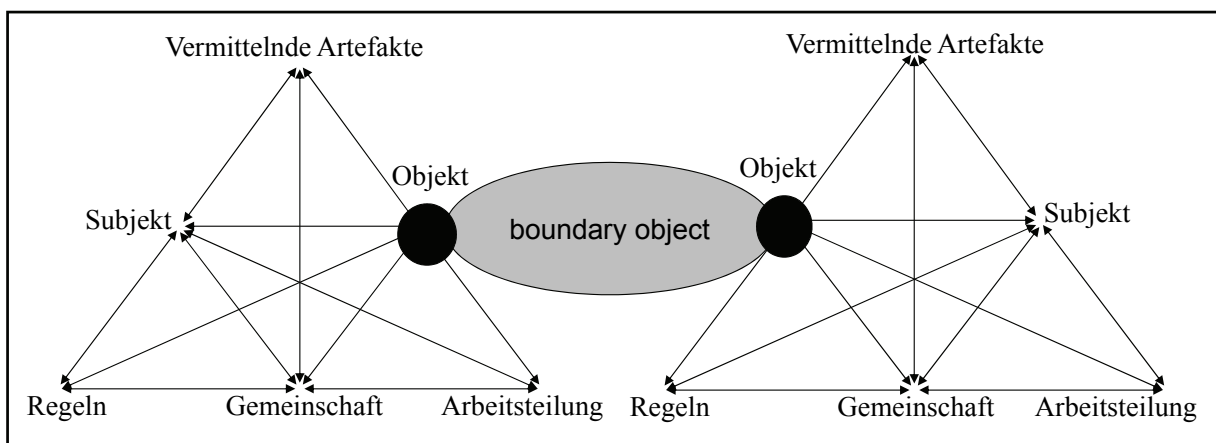 Vermittelnde Artefakte
Vermittelnde Artefakte
Objekt
Objekt
Subjekt
boundary object
Subjekt
Regeln
Gemeinschaft
Arbeitsteilung
Regeln
Gemeinschaft
Arbeitsteilung